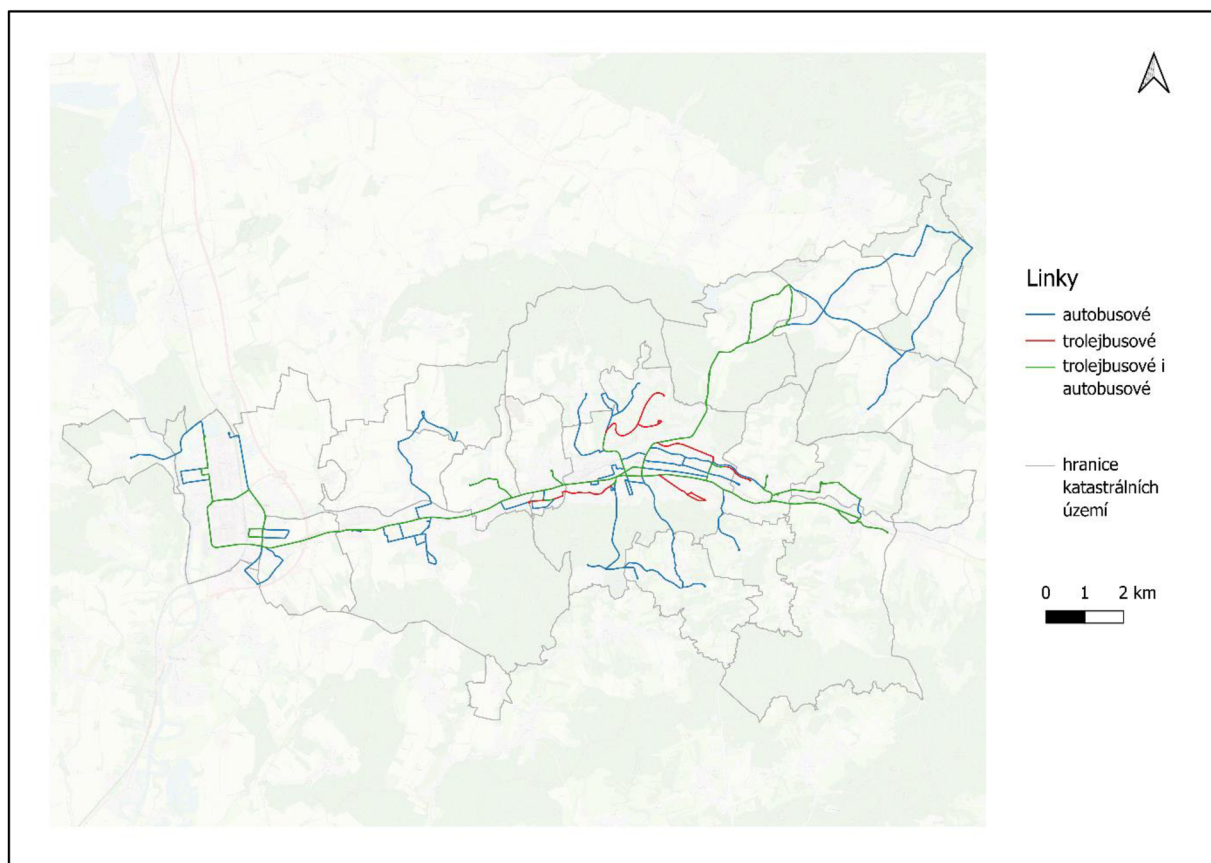 Linky
autobusové
trolejbusové
trolejbusové i
autobusové
hranice
katastrálních
území
0 1 2 km